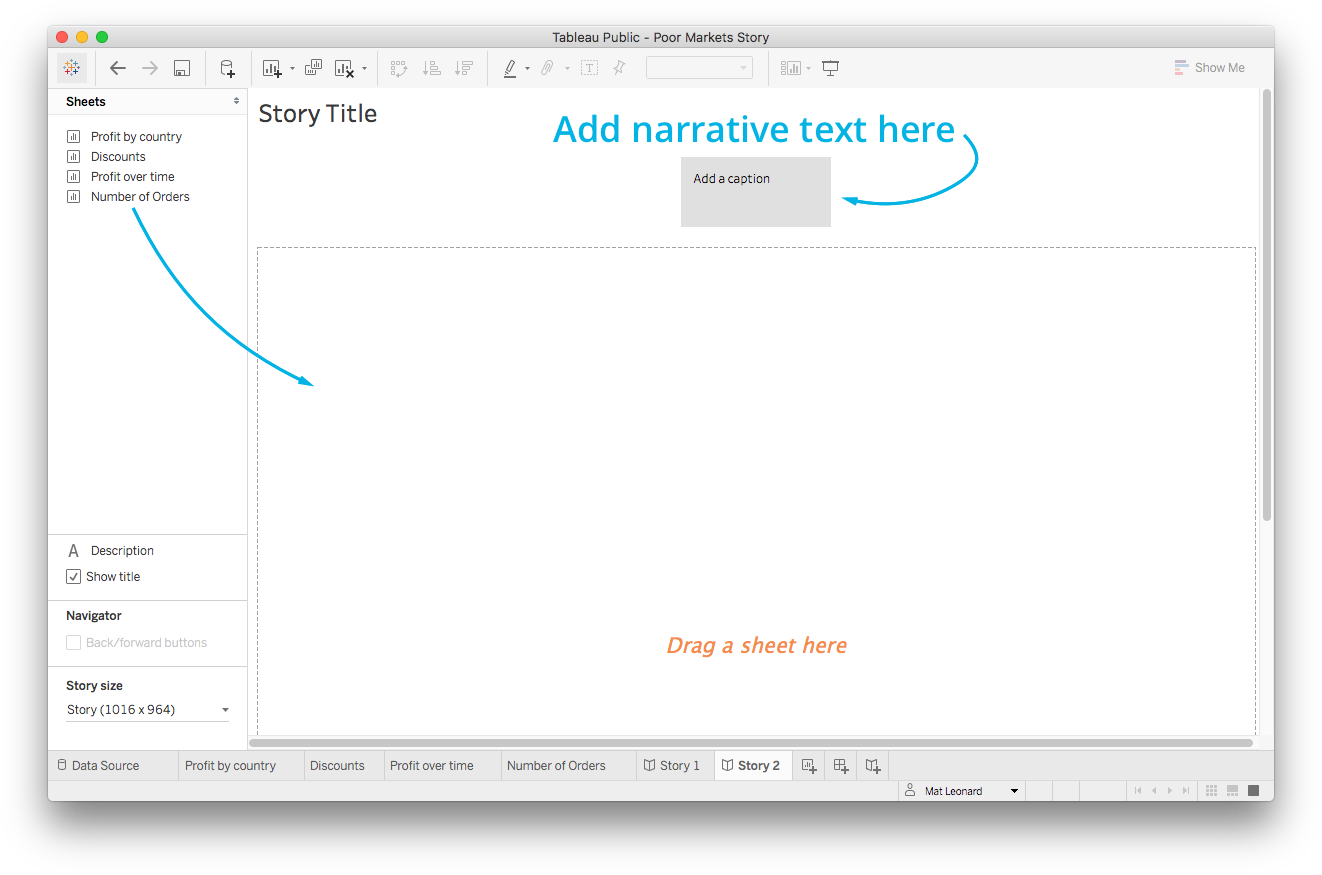 Tableau Public - Poor Markets Story
Show Me
Sheets
Profit by country
Discounts
Profit over time
Number of Orders
Story Title
Add narrative text here
Add a caption
Drag a sheet here
A Description
Show title
Navigator
Back/forward buttons
Story size
Story (1016 x 964)
Data Source Profit by country Discounts Profit over time Number of Orders Story 1 Story 2
Mat Leonard